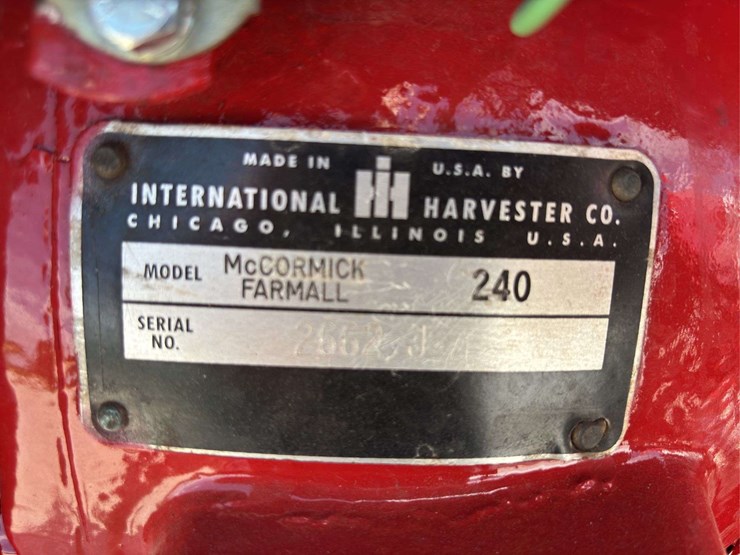 MADE IN IH U.S.A. BY
INTERNATIONAL HARVESTER CO.
CHICAGO, ILLINOIS U.S.A.
MODEL McCORMICK FARMALL 240
SERIAL NO.